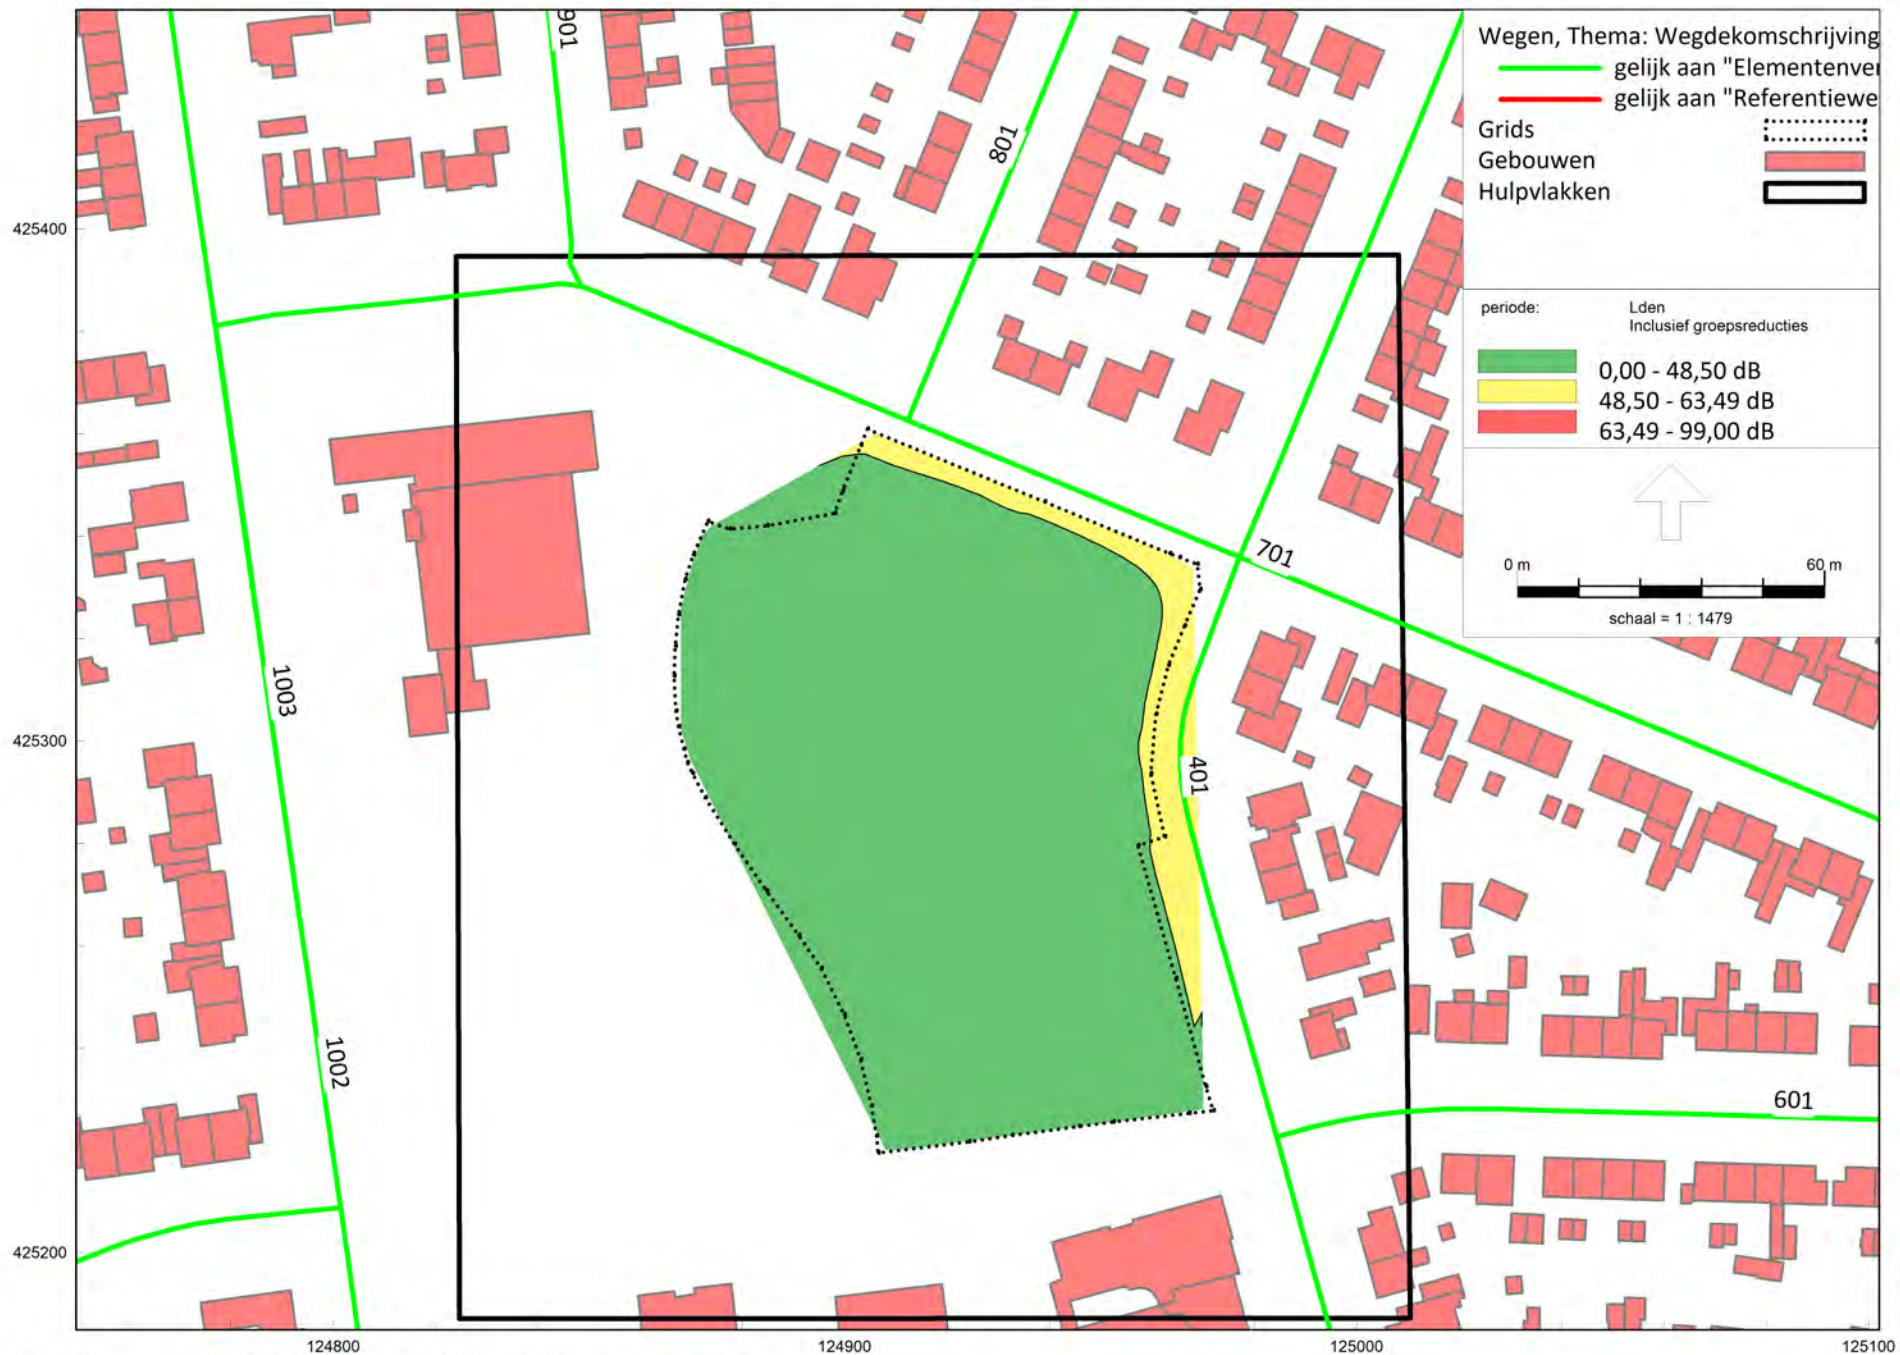 Wegen, Thema: Wegdekomschrijving
gelijk aan "Elementenver
gelijk aan "Referentiewe
Grids
Gebouwen
Hulpvlakken
periode:
Lden
Inclusief groepsreducties
0,00 - 48,50 dB
48,50 - 63,49 dB
63,49 - 99,00 dB
0 m
60 m
schaal = 1 : 1479
901
801
701
401
601
1003
1002
425400
425300
425200
124800
124900
125000
125100